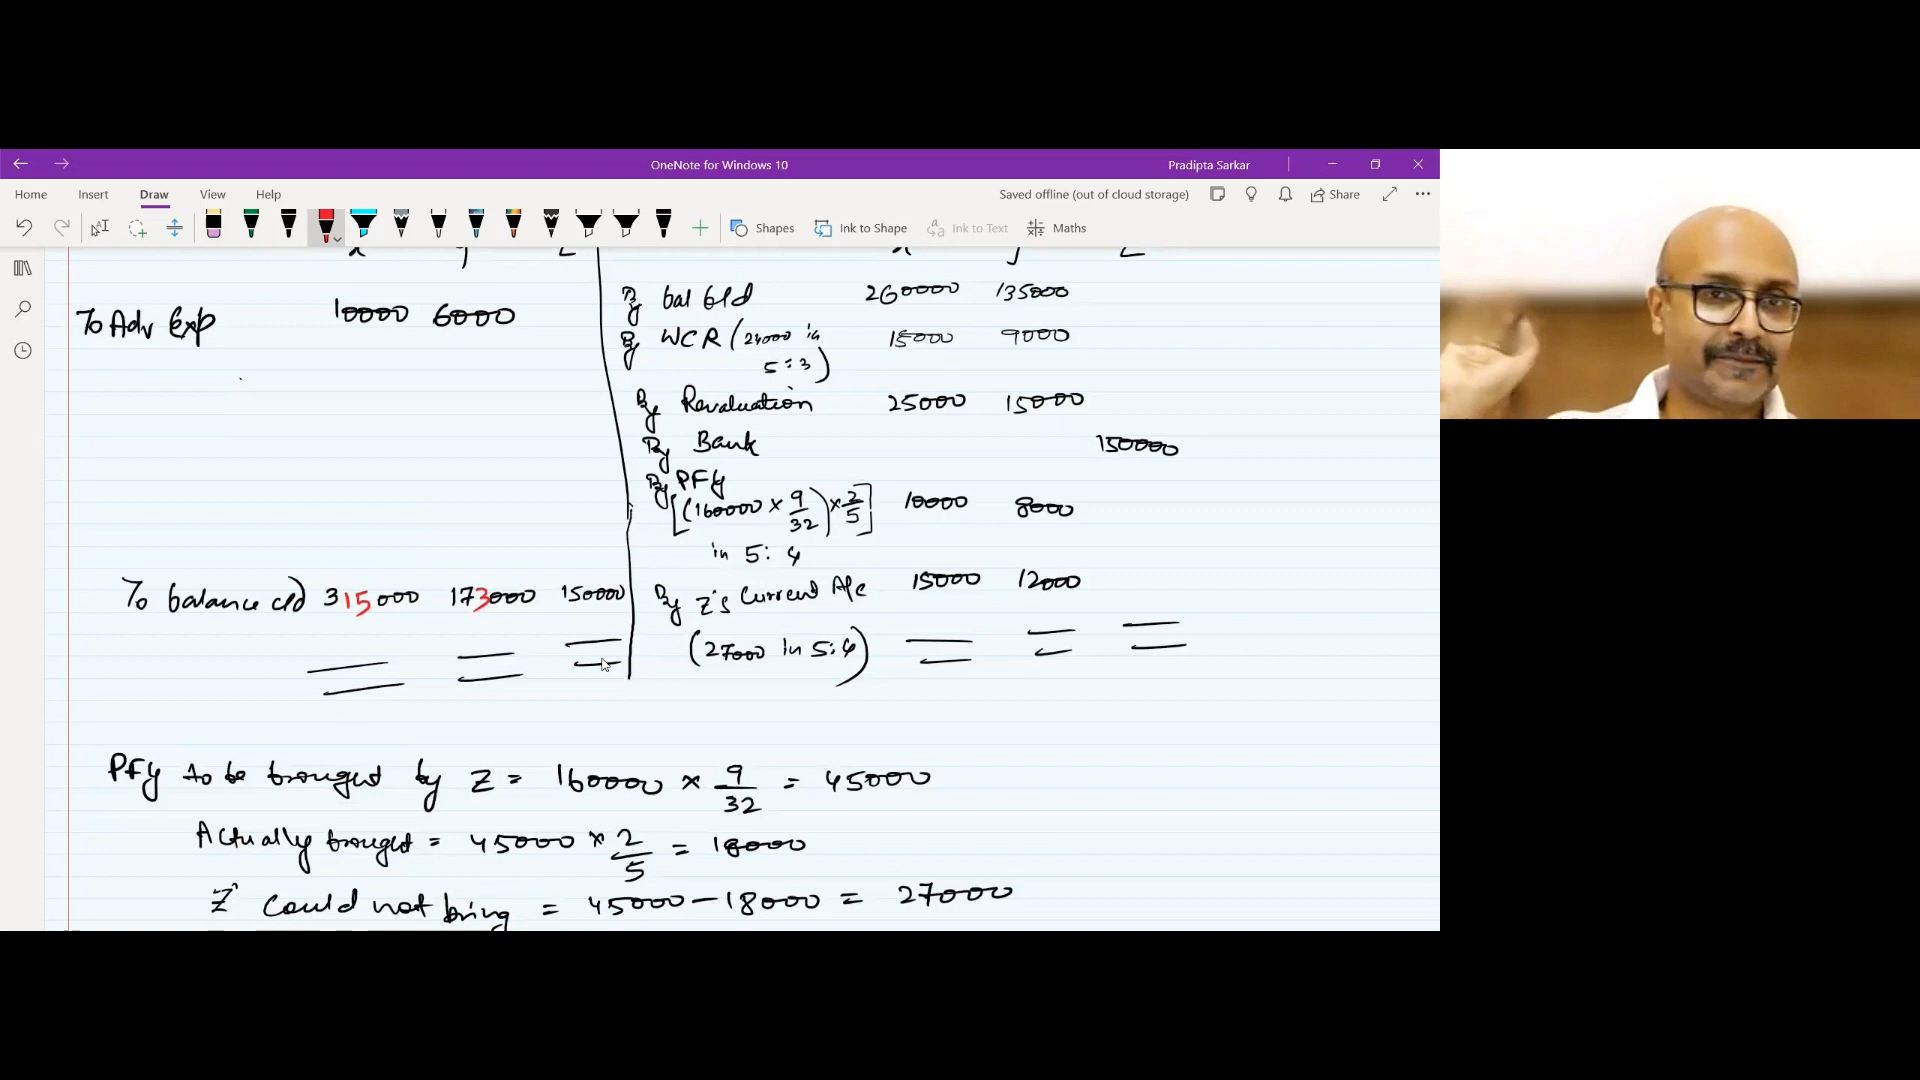 OneNote for Windows 10
Pradipta Sarkar
Home Insert Draw View Help
Saved offline (out of cloud storage)
Share
Shapes
Ink to Shape
Ink to Text
Maths
x y z x y z
To Adv Exp 10000 6000
By bal b/d 260000 135000
By WCR (24000 in 5:3) 15000 9000
By Revaluation 25000 15000
By Bank 150000
By PFG
[(160000 × 9/32) × 2/5] 10000 8000
in 5:4
To balance c/d 315000 173000 150000
By Z's Current A/c 15000 12000
(27000 in 5:4)
PFG to be brought by Z = 160000 × 9/32 = 45000
Actually brought = 45000 × 2/5 = 18000
Z could not bring = 45000 - 18000 = 27000